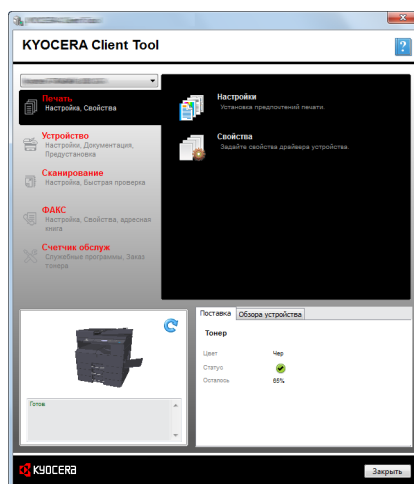 KYOCERA Client Tool
?
Печать
Настройка, Свойства
Устройство
Настройки, Документация,
Предустановка
Сканирование
Настройка, Быстрая проверка
ФАКС
Настройка, Свойства, адресная
книга
Счетчик обслуж
Служебные программы, Заказ
тонера
Настройки
Установка предпочтений печати.
Свойства
Задайте свойства драйвера устройства.
Поставка
Обзора устройства
Тонер
Цвет
Чер
Статус
Осталось
65%
Готов
KYOCERA
Закрыть